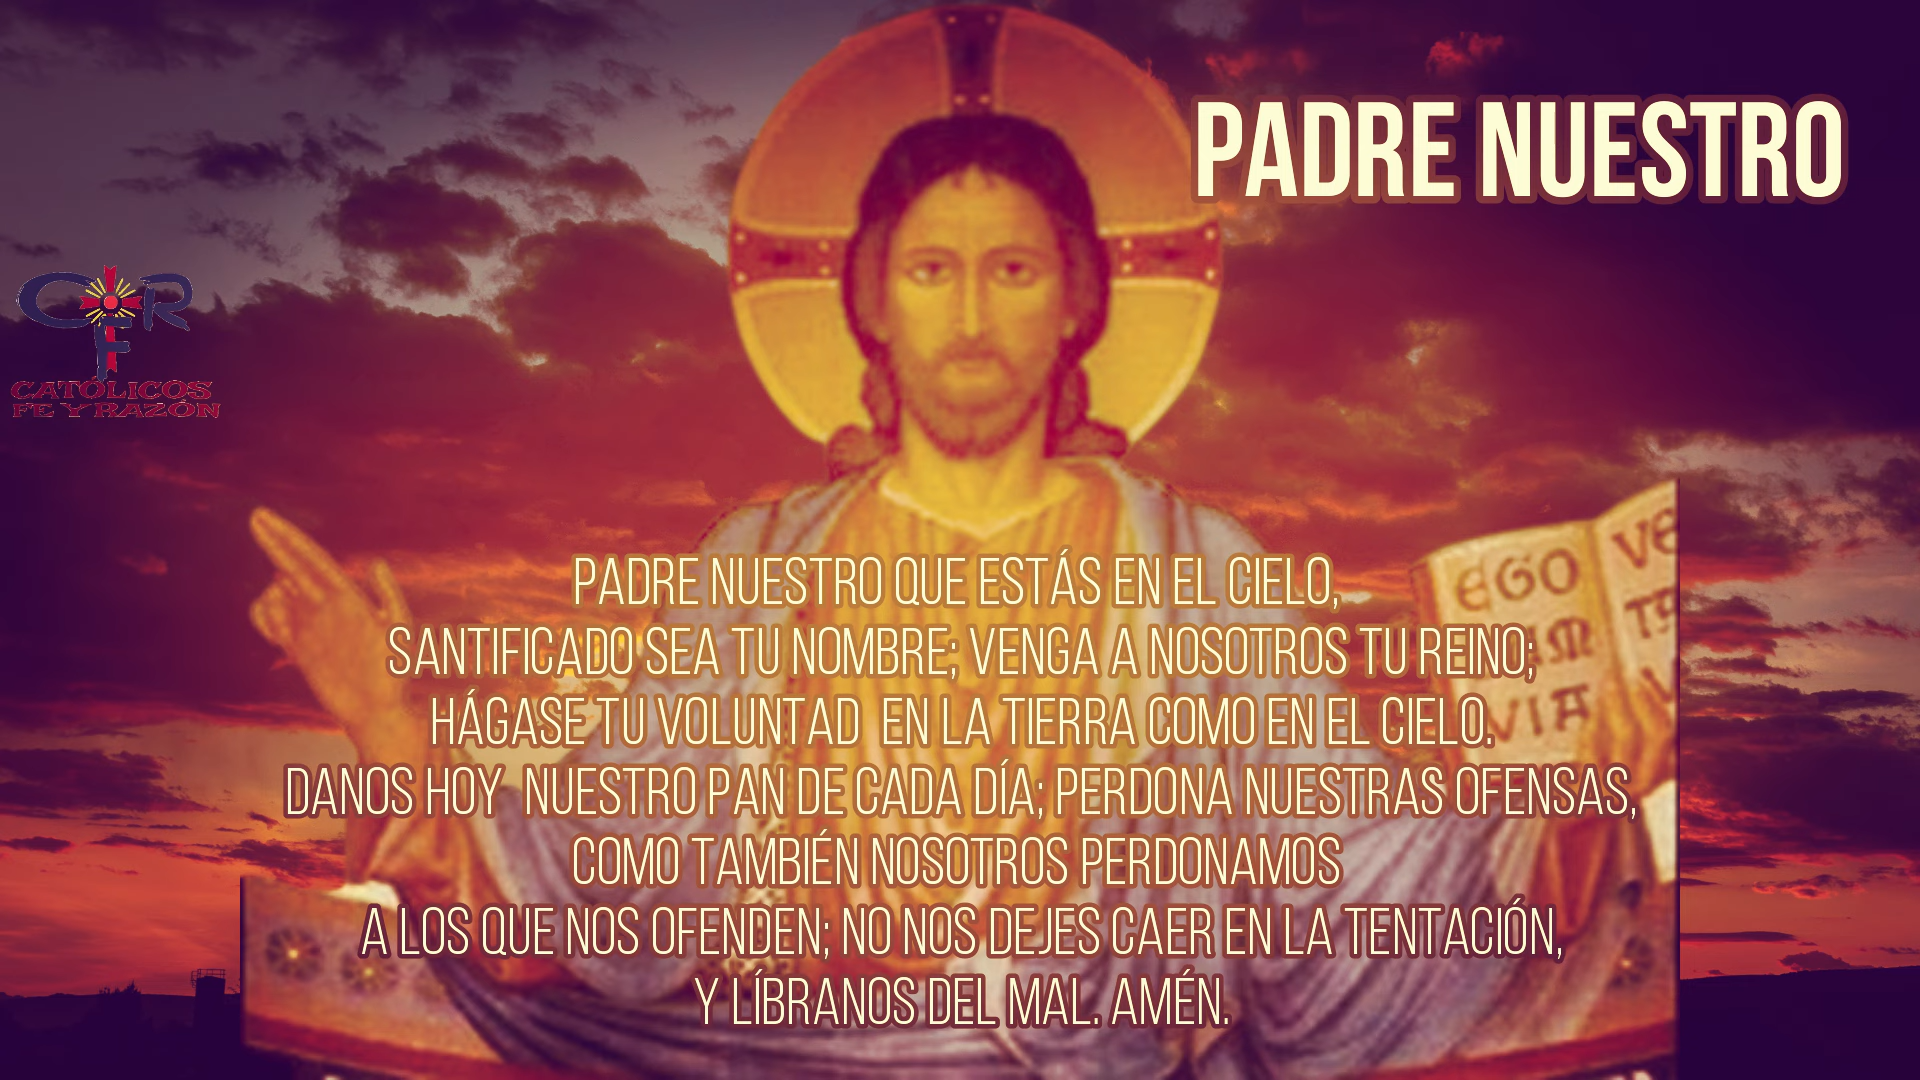 PADRE NUESTRO
CFR
CATÓLICOS
FE Y RAZÓN
EGO
VE
VIA
PADRE NUESTRO QUE ESTÁS EN EL CIELO,
SANTIFICADO SEA TU NOMBRE; VENGA A NOSOTROS TU REINO;
HÁGASE TU VOLUNTAD EN LA TIERRA COMO EN EL CIELO.
DANOS HOY NUESTRO PAN DE CADA DÍA; PERDONA NUESTRAS OFENSAS,
COMO TAMBIÉN NOSOTROS PERDONAMOS
A LOS QUE NOS OFENDEN; NO NOS DEJES CAER EN LA TENTACIÓN,
Y LÍBRANOS DEL MAL. AMÉN.